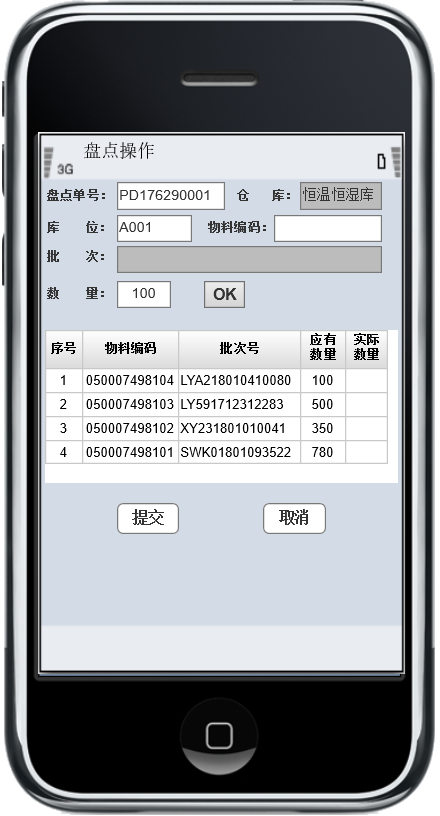 盘点操作
3G
盘点单号： PD176290001 仓 库： 恒温恒湿库
库 位： A001 物料编码：
批 次：
数 量： 100 OK
序号 物料编码 批次号 应有数量 实际数量
1 050007498104 LYA218010410080 100
2 050007498103 LY591712312283 500
3 050007498102 XY231801010041 350
4 050007498101 SWK01801093522 780
提交 取消